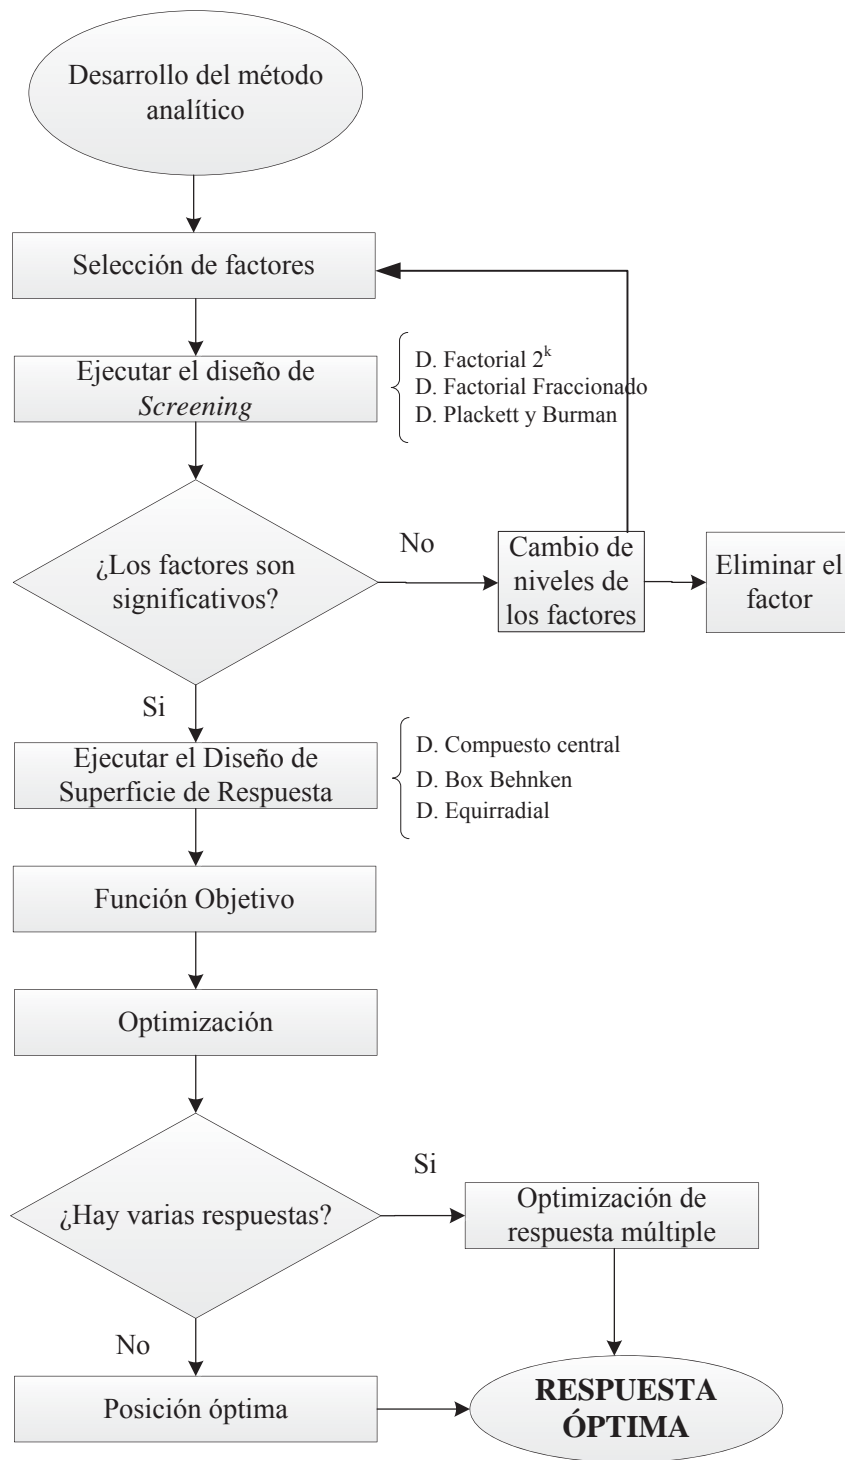 Desarrollo del método
analítico
Selección de factores
Ejecutar el diseño de
Screening
D. Factorial 2^k
D. Factorial Fraccionado
D. Plackett y Burman
¿Los factores son
significativos?
No
Cambio de
niveles de
los factores
Eliminar el
factor
Si
Ejecutar el Diseño de
Superficie de Respuesta
D. Compuesto central
D. Box Behnken
D. Equirradial
Función Objetivo
Optimización
¿Hay varias respuestas?
Si
Optimización de
respuesta múltiple
No
Posición óptima
RESPUESTA
ÓPTIMA